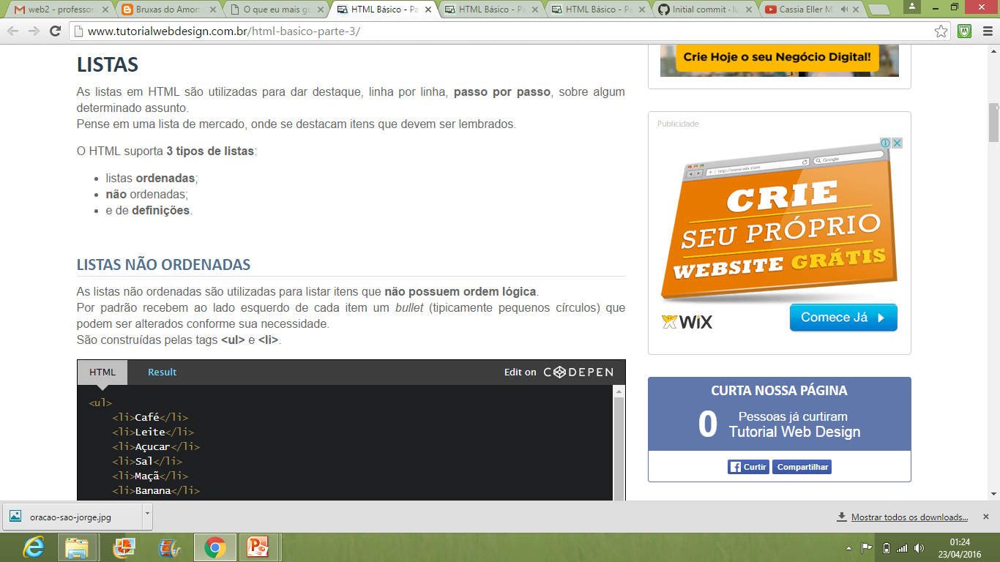 web2 - professor
Bruxas do Amor:
O que eu mais go
HTML Básico - Pa
HTML Básico - Pa
HTML Básico - Pa
Initial commit · lu
Cassia Eller M
www.tutorialwebdesign.com.br/html-basico-parte-3/
LISTAS
As listas em HTML são utilizadas para dar destaque, linha por linha, passo por passo, sobre algum
determinado assunto.
Pense em uma lista de mercado, onde se destacam itens que devem ser lembrados.
O HTML suporta 3 tipos de listas:
• listas ordenadas;
• não ordenadas;
• e de definições.
LISTAS NÃO ORDENADAS
As listas não ordenadas são utilizadas para listar itens que não possuem ordem lógica.
Por padrão recebem ao lado esquerdo de cada item um bullet (tipicamente pequenos círculos) que
podem ser alterados conforme sua necessidade.
São construídas pelas tags <ul> e <li>.
HTML
Result
Edit on CODEPEN
<ul>
<li>Café</li>
<li>Leite</li>
<li>Açucar</li>
<li>Sal</li>
<li>Maçã</li>
<li>Banana</li>
Crie Hoje o seu Negócio Digital!
Publicidade
http://www.wix.com
Google
CRIE
SEU PRÓPRIO
WEBSITE GRÁTIS
WiX
Comece Já
CURTA NOSSA PÁGINA
0
Pessoas já curtiram
Tutorial Web Design
Curtir
Compartilhar
oracao-sao-jorge.jpg
Mostrar todos os downloads...
01:24
23/04/2016